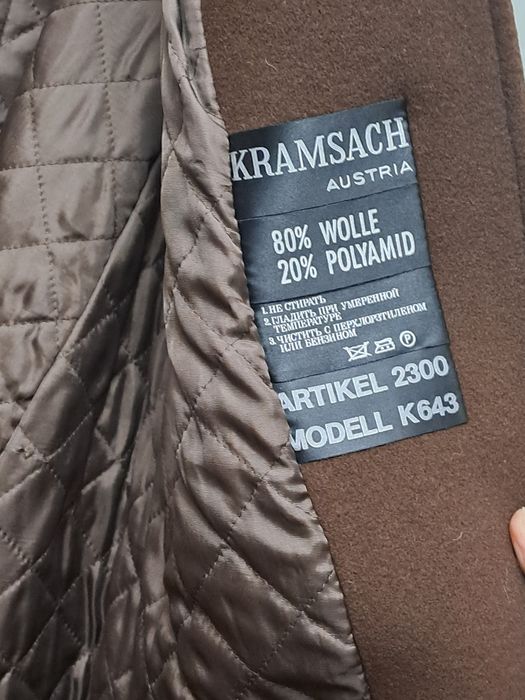 KRAMSACH
AUSTRIA
80% WOLLE
20% POLYAMID
1. НЕ СТИРАТЬ
2. ГЛАДИТЬ ПРИ УМЕРЕННОЙ
ТЕМПЕРАТУРЕ
3. ЧИСТИТЬ С ПЕРХЛОРОТИЛЕНОМ
ИЛИ БЕНЗИНОМ
P
ARTIKEL 2300
MODELL K643